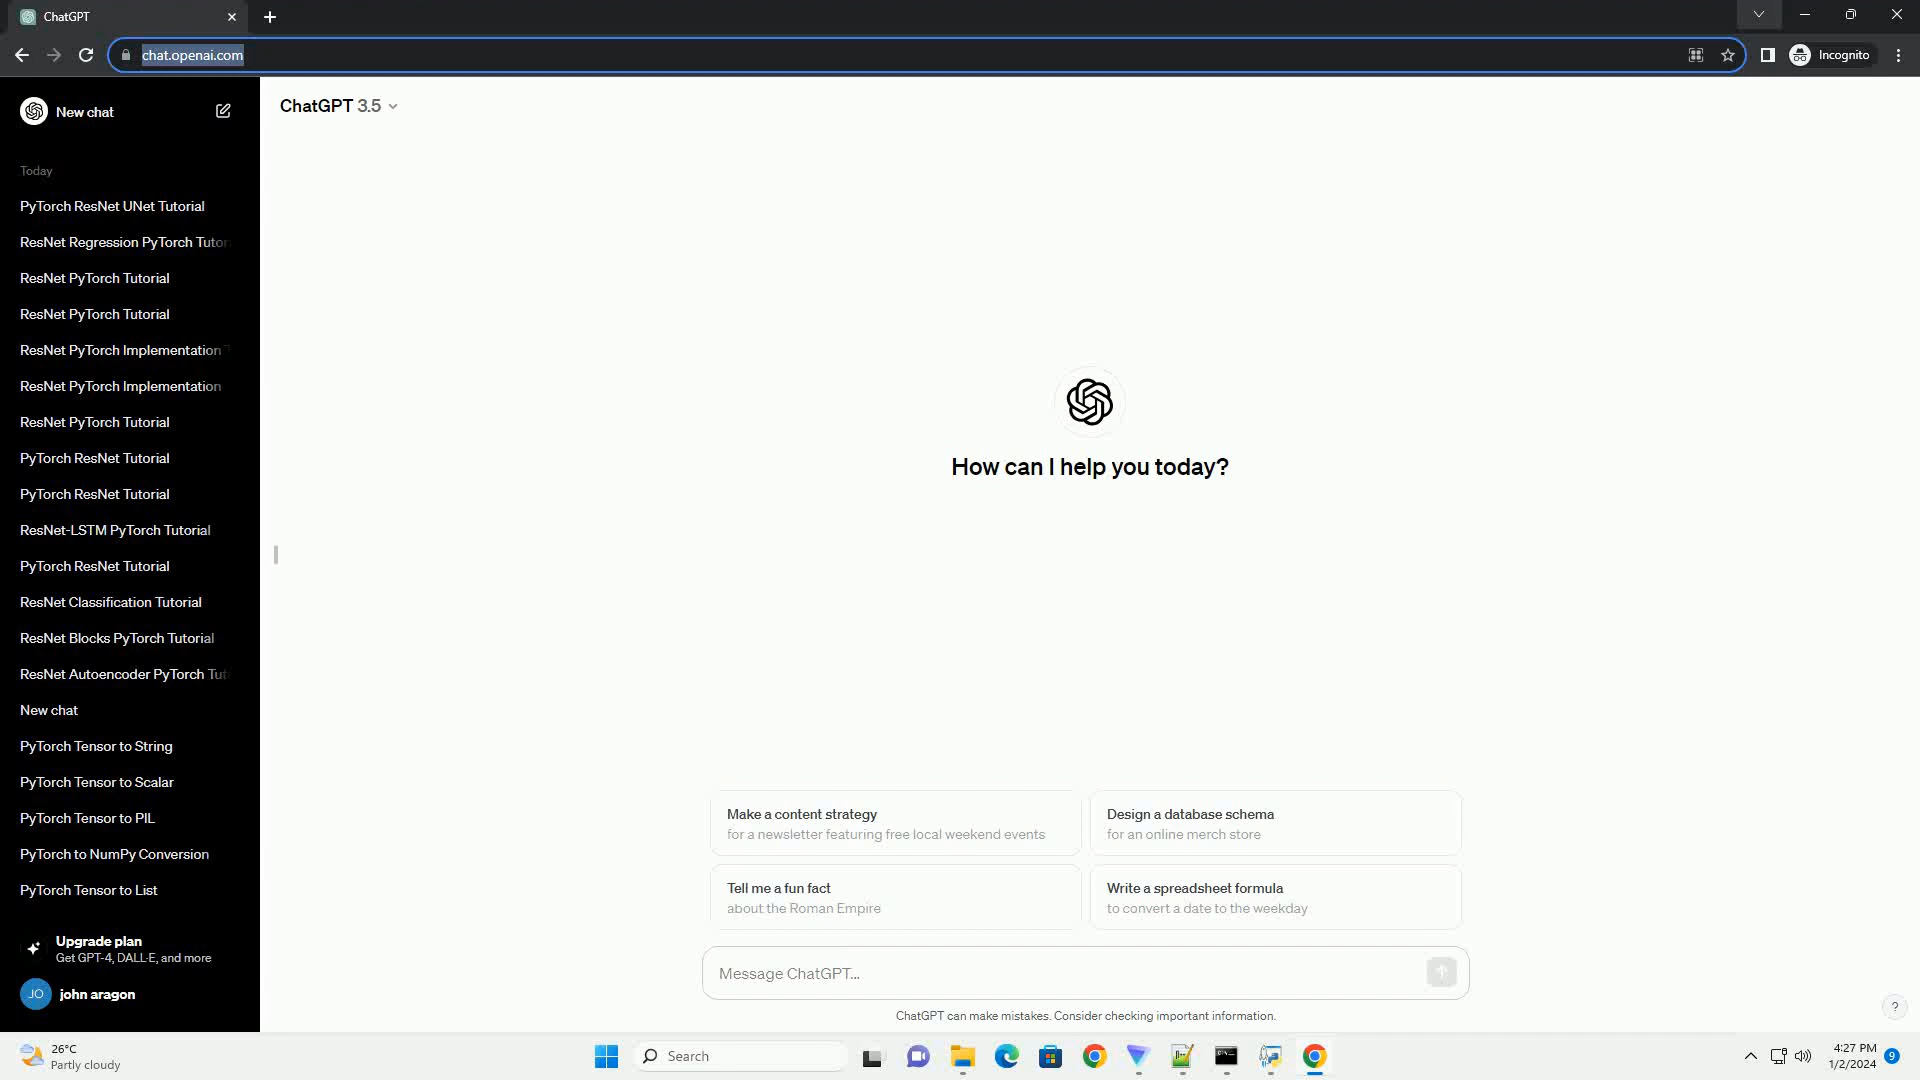 ChatGPT
chat.openai.com
Incognito
New chat
ChatGPT 3.5
Today
PyTorch ResNet UNet Tutorial
ResNet Regression PyTorch Tutor
ResNet PyTorch Tutorial
ResNet PyTorch Tutorial
ResNet PyTorch Implementation T
ResNet PyTorch Implementation
ResNet PyTorch Tutorial
PyTorch ResNet Tutorial
PyTorch ResNet Tutorial
ResNet-LSTM PyTorch Tutorial
PyTorch ResNet Tutorial
ResNet Classification Tutorial
ResNet Blocks PyTorch Tutorial
ResNet Autoencoder PyTorch Tut
New chat
PyTorch Tensor to String
PyTorch Tensor to Scalar
PyTorch Tensor to PIL
PyTorch to NumPy Conversion
PyTorch Tensor to List
Upgrade plan
Get GPT-4, DALL·E, and more
JO john aragon
How can I help you today?
Make a content strategy
for a newsletter featuring free local weekend events
Design a database schema
for an online merch store
Tell me a fun fact
about the Roman Empire
Write a spreadsheet formula
to convert a date to the weekday
Message ChatGPT...
ChatGPT can make mistakes. Consider checking important information.
?
26°C
Partly cloudy
Search
4:27 PM
1/2/2024
9